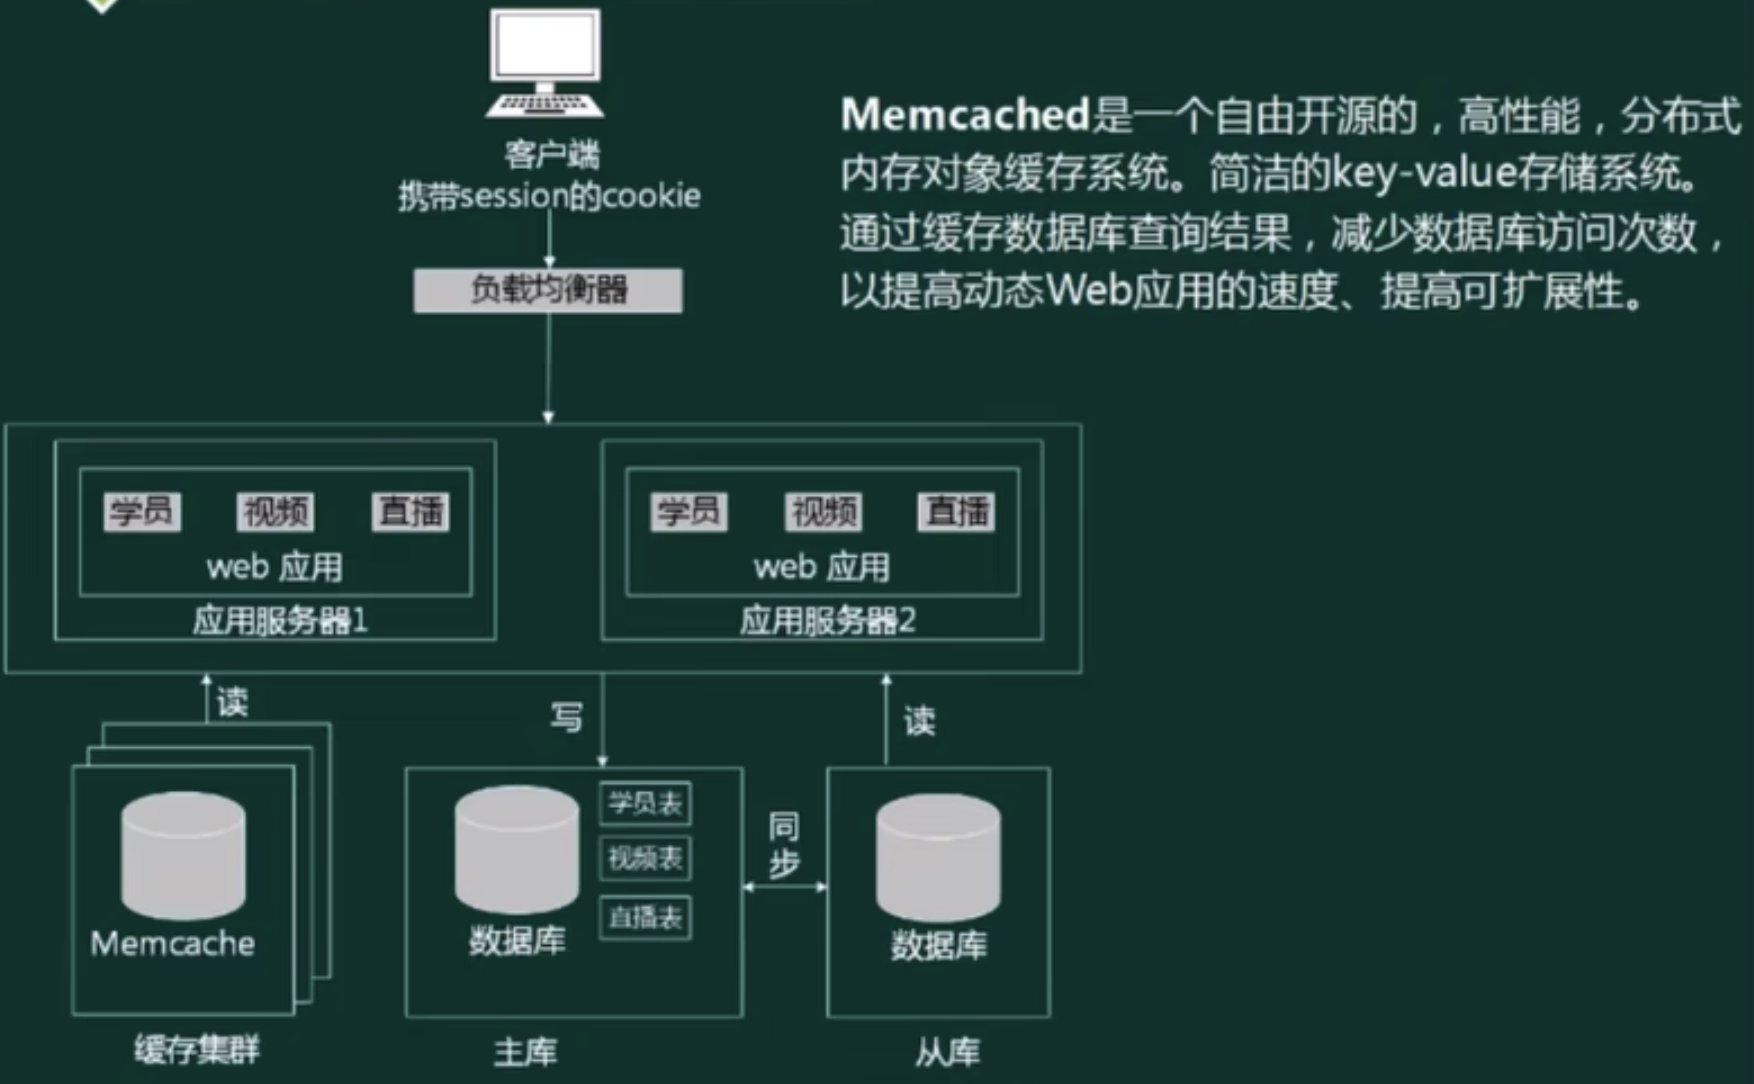 客户端
携带session的cookie
负载均衡器
Memcached是一个自由开源的，高性能，分布式
内存对象缓存系统。简洁的key-value存储系统。
通过缓存数据库查询结果，减少数据库访问次数，
以提高动态Web应用的速度、提高可扩展性。
学员 视频 直播
web 应用
应用服务器1
学员 视频 直播
web 应用
应用服务器2
读
写
读
Memcache
缓存集群
数据库
学员表
视频表
直播表
主库
同
步
数据库
从库